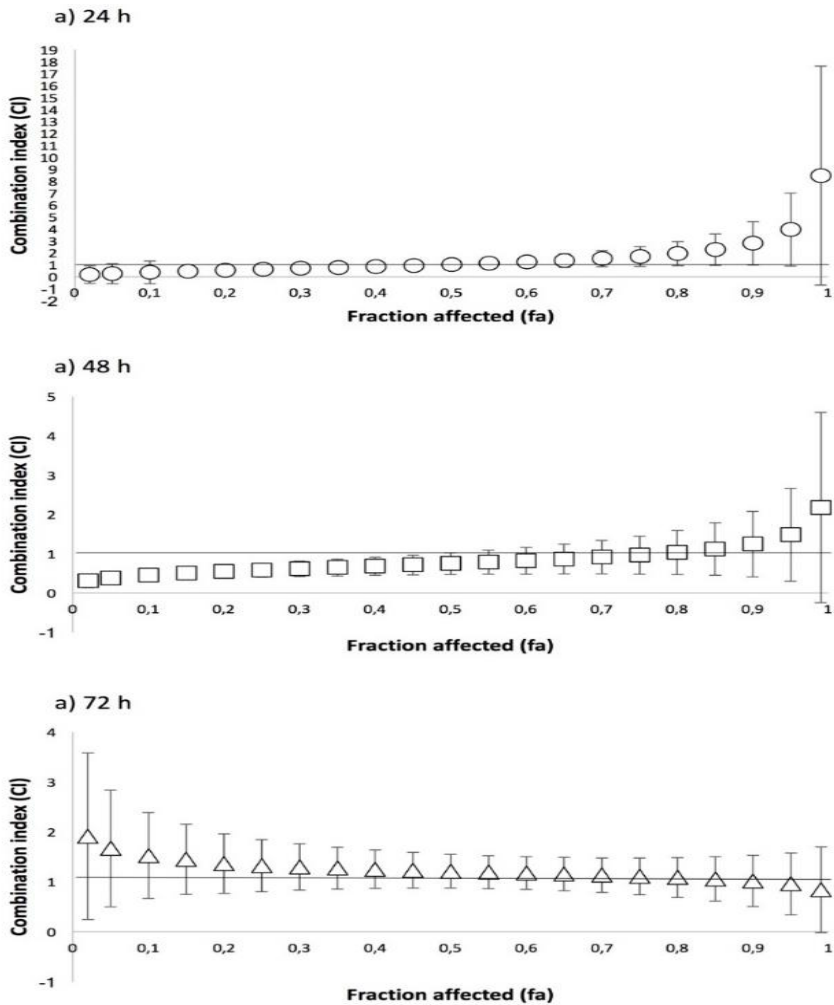 a) 24 h
19
18
17
16
15
14
13
12
11
10
9
8
7
6
5
4
3
2
1
0
-1
-2
Combination index (CI)
0 0,1 0,2 0,3 0,4 0,5 0,6 0,7 0,8 0,9 1
Fraction affected (fa)
a) 48 h
5
4
3
2
1
0
-1
Combination index (CI)
0 0,1 0,2 0,3 0,4 0,5 0,6 0,7 0,8 0,9 1
Fraction affected (fa)
a) 72 h
4
3
2
1
0
-1
Combination index (CI)
0 0,1 0,2 0,3 0,4 0,5 0,6 0,7 0,8 0,9 1
Fraction affected (fa)